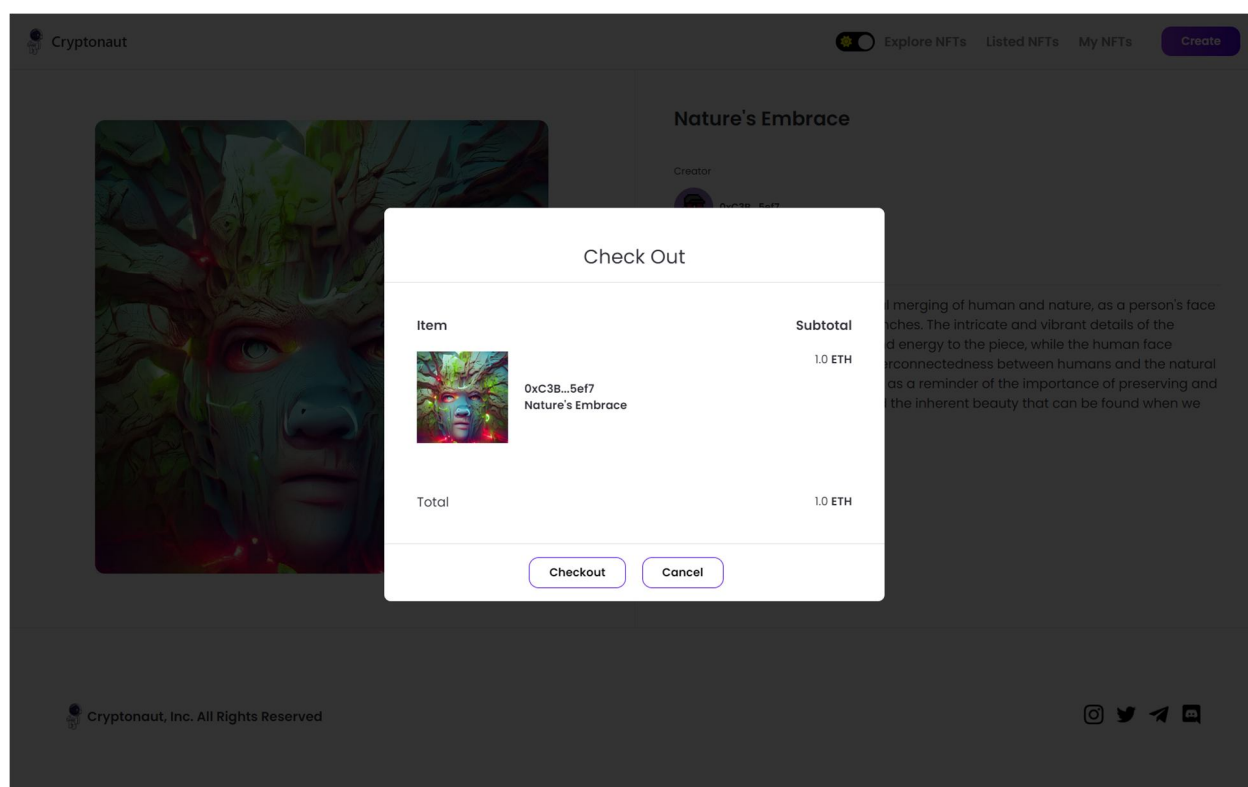 Cryptonaut
Explore NFTs Listed NFTs My NFTs Create
Nature's Embrace
Creator
0xC3B...5ef7
Check Out
merging of human and nature, as a person's face
The intricate and vibrant details of the
energy to the piece, while the human face
between humans and the natural
as a reminder of the importance of preserving and
the inherent beauty that can be found when we
Item Subtotal
1.0 ETH
0xC3B...5ef7
Nature's Embrace
Total 1.0 ETH
Checkout Cancel
Cryptonaut, Inc. All Rights Reserved